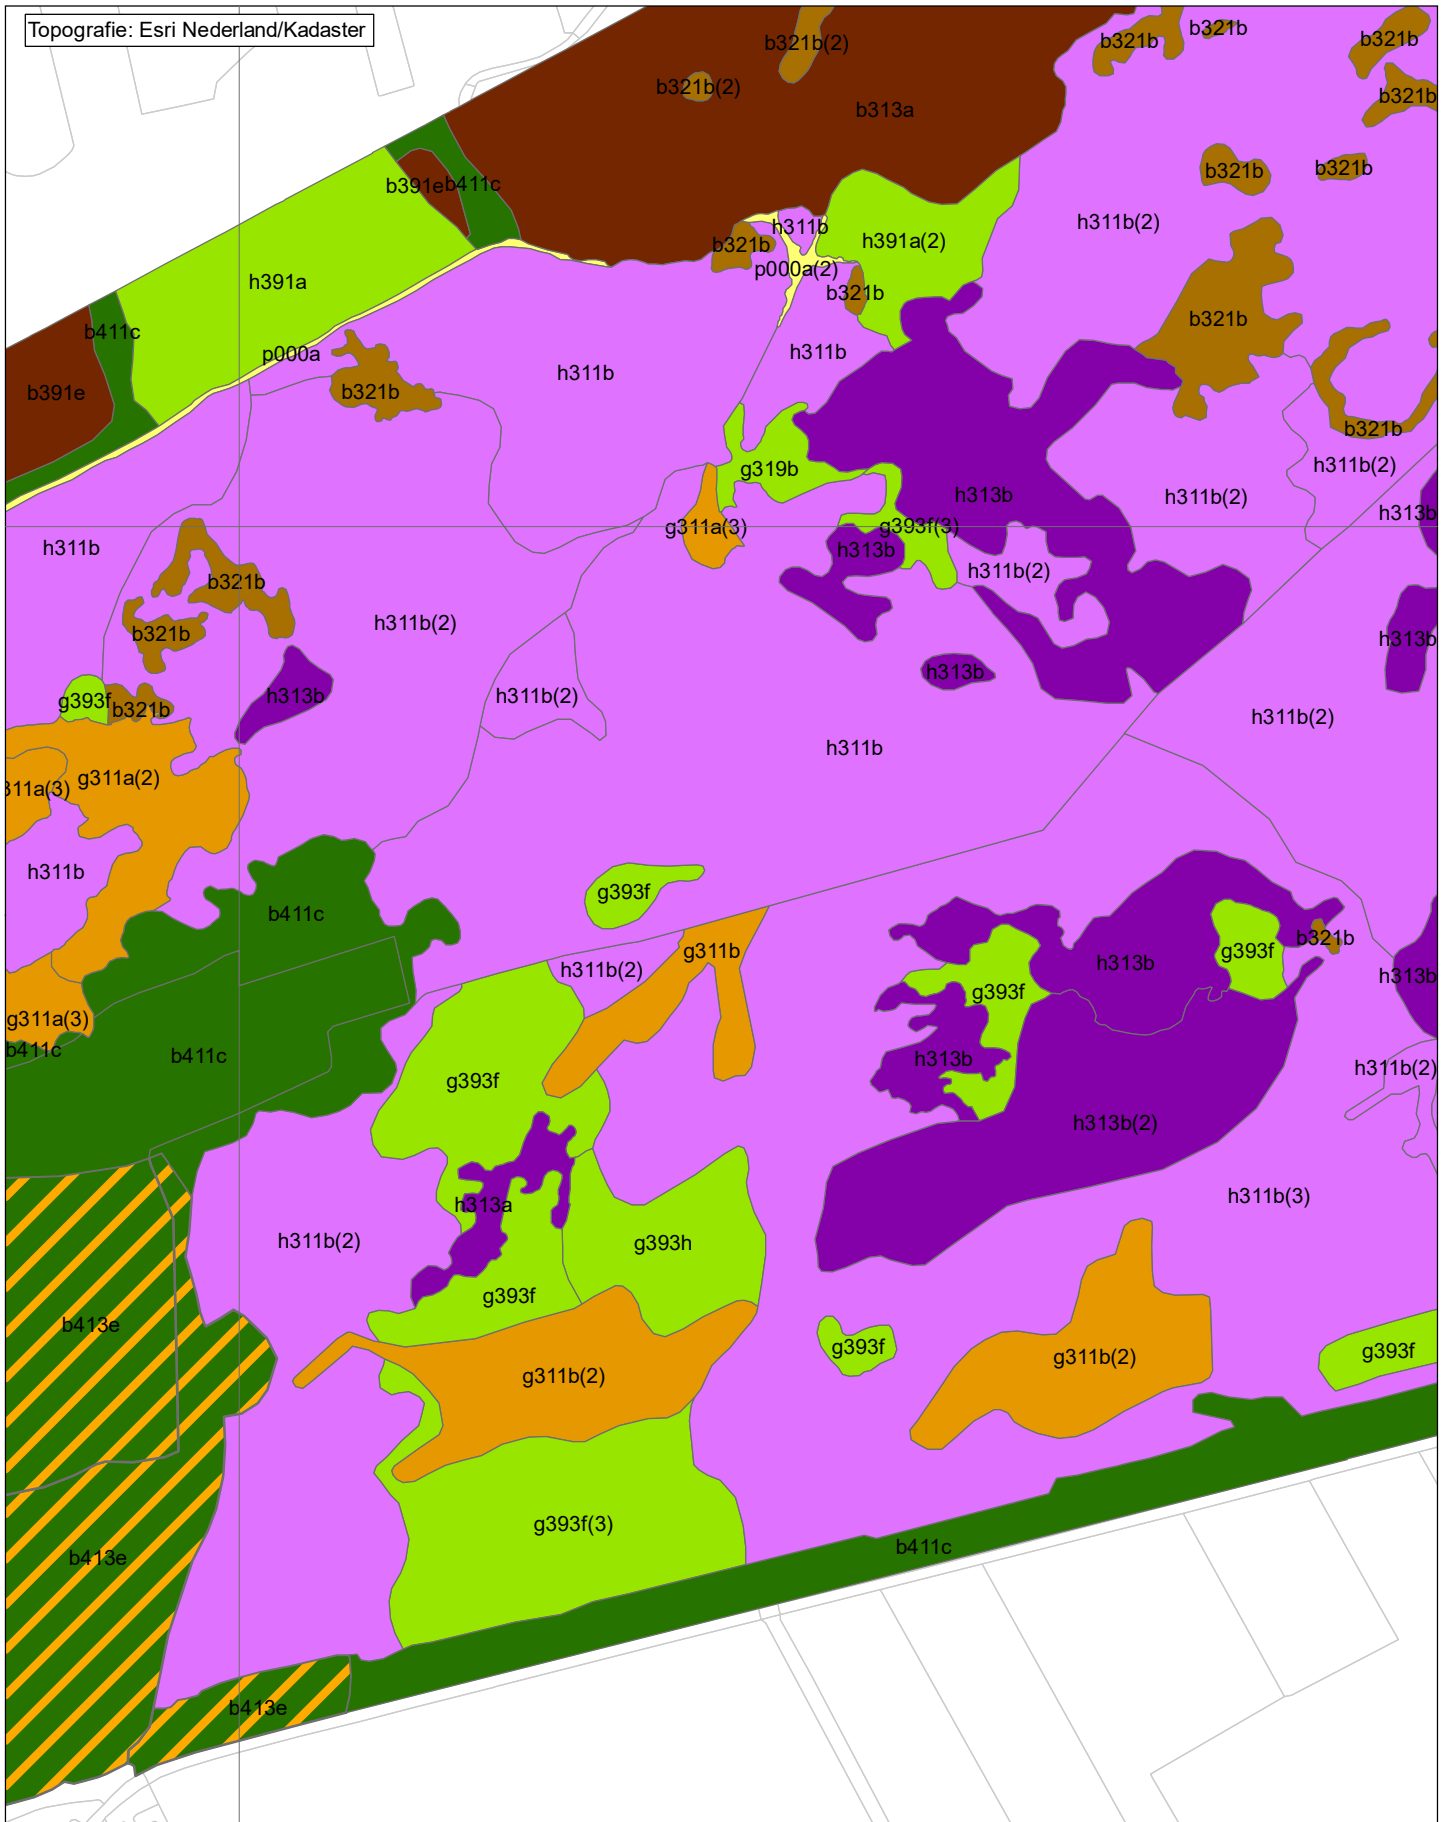 Topografie: Esri Nederland/Kadaster
b321b(2)
b321b
b321b
b321b
b321b(2)
b321b
b313a
b391e
b411c
b321b
b321b
h311b
h311b(2)
b321b
h391a(2)
p000a(2)
h391a
b321b
b321b
b411c
p000a
h311b
h311b
b391e
b321b
b321b
h311b(2)
g319b
h313b
h311b(2)
h313b
g311a(3)
g393f(3)
h311b
h313b
h311b(2)
b321b
h311b(2)
b321b
h313b
h313b
h313b
h311b(2)
g393f
b321b
h311b(2)
h311b
g311a(2)
311a(3)
h311b
g393f
b411c
b321b
g311b
g393f
h313b
h311b(2)
h313b
g393f
g311a(3)
b411c
b411c
h313b
h311b(2)
g393f
h313b(2)
h313a
h311b(3)
h311b(2)
g393h
g393f
b413e
g393f
g393f
g311b(2)
g311b(2)
g393f(3)
b411c
b413e
b413e